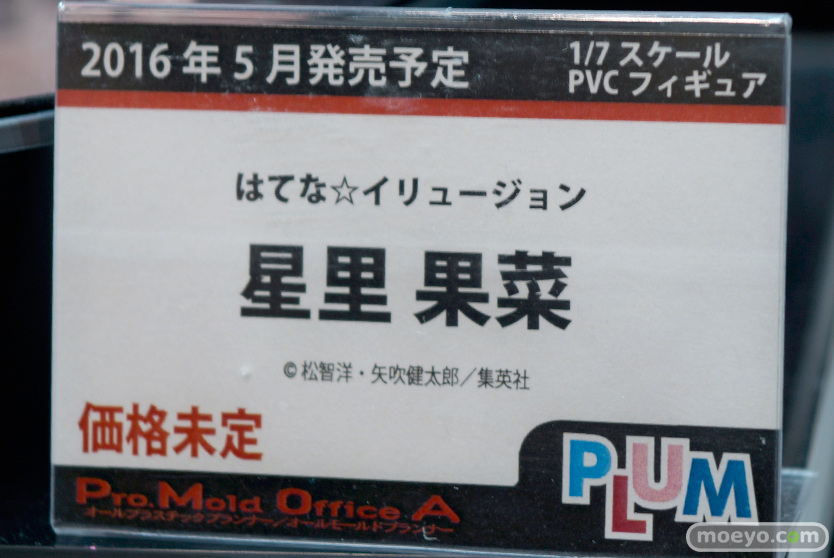 2016年5月発売予定
1/7 スケール
PVC フィギュア
はてな☆イリュージョン
星里 果菜
©松智洋・矢吹健太郎／集英社
価格未定
Pro.Mold Office A
オールプラスチックプランナー／オールモールドプランナー
PLUM
moeyo.com